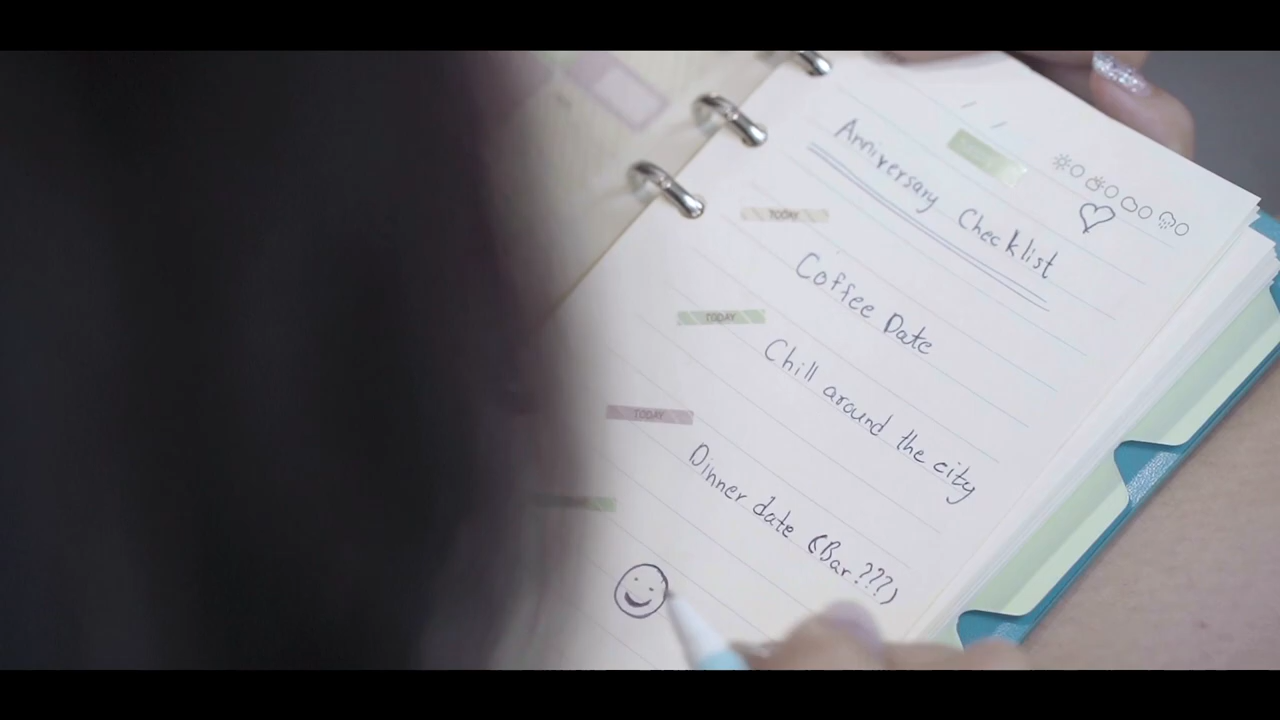 Anniversary Checklist
TODAY
Coffee Date
TODAY
Chill around the city
TODAY
Dinner date (Bar???)